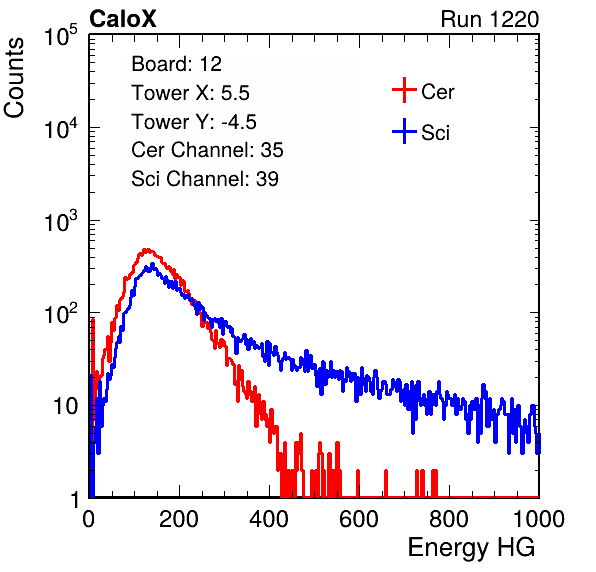 CaloX Run 1220
Counts
10^5
10^4
10^3
10^2
10
1
Board: 12
Tower X: 5.5
Tower Y: -4.5
Cer Channel: 35
Sci Channel: 39
Cer
Sci
0 200 400 600 800 1000
Energy HG